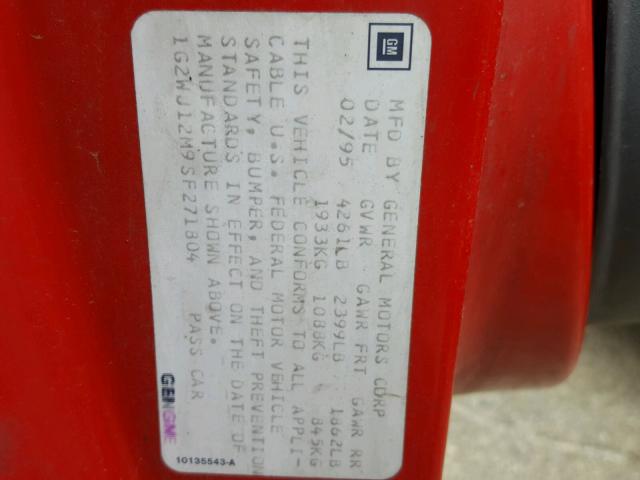 GM
MFD BY GENERAL MOTORS CORP
DATE GVWR GAWR FRT GAWR RR
02/95 4261LB 2399LB 1862LB
1933KG 1088KG 845KG
THIS VEHICLE CONFORMS TO ALL APPLI-
CABLE U.S. FEDERAL MOTOR VEHICLE
SAFETY, BUMPER, AND THEFT PREVENTION
STANDARDS IN EFFECT ON THE DATE OF
MANUFACTURE SHOWN ABOVE.
1G2WJ12M9SF271804 PASS CAR
10135543-A